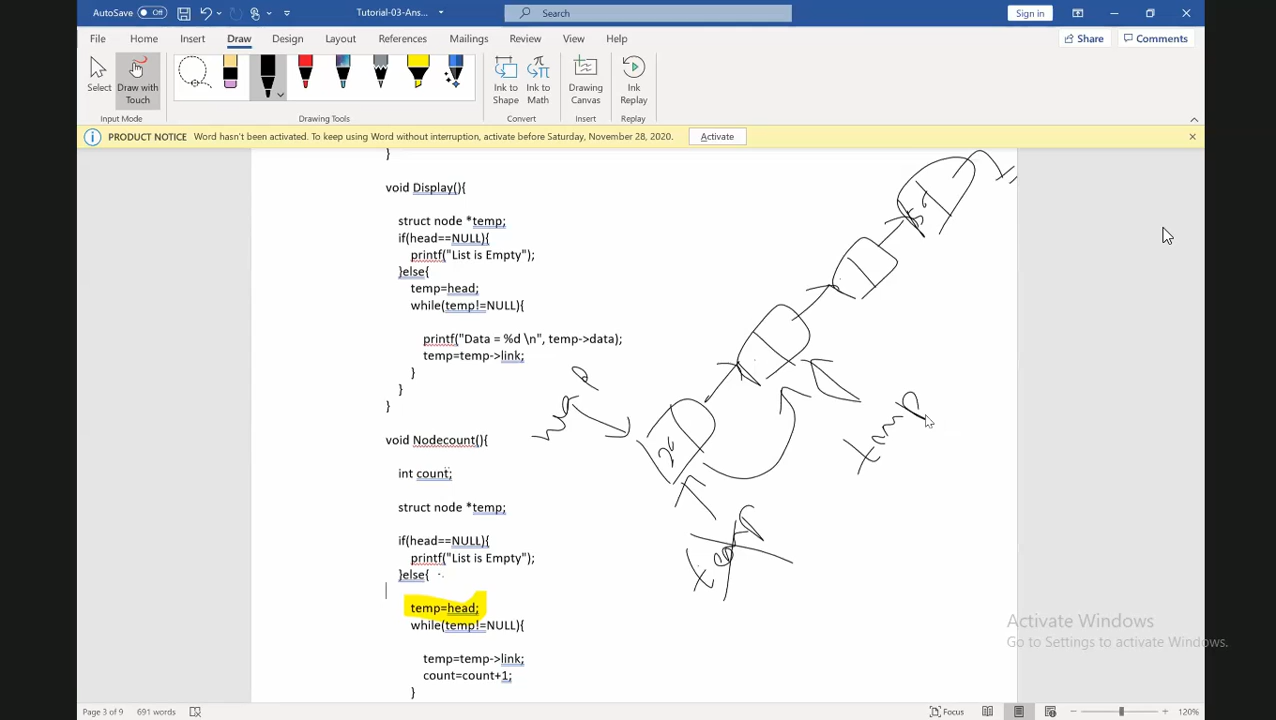 AutoSave Off
Tutorial-03-Ans...
Search
Sign in
File Home Insert Draw Design Layout References Mailings Review View Help
Share Comments
Select
Draw with Touch
Ink to Shape
Ink to Math
Drawing Canvas
Ink Replay
Input Mode
Drawing Tools
Convert
Insert
Replay
PRODUCT NOTICE Word hasn't been activated. To keep using Word without interruption, activate before Saturday, November 28, 2020. Activate
}
void Display(){
struct node *temp;
if(head==NULL){
printf("List is Empty");
}else{
temp=head;
while(temp!=NULL){
printf("Data = %d \n", temp->data);
temp=temp->link;
}
}
}
void Nodecount(){
int count;
struct node *temp;
if(head==NULL){
printf("List is Empty");
}else{
temp=head;
while(temp!=NULL){
temp=temp->link;
count=count+1;
}
temp
temp
Activate Windows
Go to Settings to activate Windows.
Page 3 of 9 691 words
Focus
120%